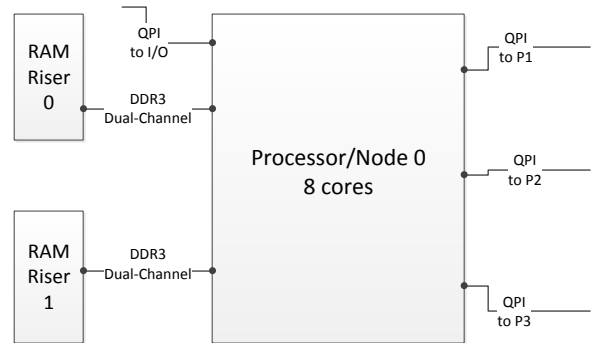 QPI
to I/O
RAM
Riser
0
DDR3
Dual-Channel
Processor/Node 0
8 cores
QPI
to P1
QPI
to P2
RAM
Riser
1
DDR3
Dual-Channel
QPI
to P3